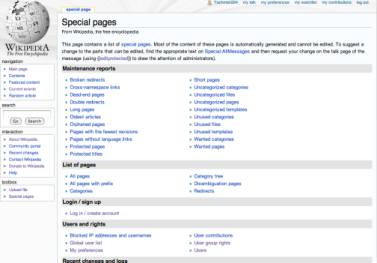 my talk my preferences my watchlist my contributions log out
special page
Special pages
From Wikipedia, the free encyclopedia
WIKIPEDIA
The Free Encyclopedia
This page contains a list of special pages. Most of the content of these pages is automatically generated and cannot be edited. To suggest a
change to the parts that can be edited, find the appropriate text on Special:AllMessages and then request your change on the talk page of the
message (using {{editprotected}} to draw the attention of administrators).
navigation
Main page
Contents
Featured content
Current events
Random article
search
Go Search
interaction
About Wikipedia
Community portal
Recent changes
Contact Wikipedia
Donate to Wikipedia
Help
toolbox
Upload file
Special pages
Maintenance reports
Broken redirects
Cross-namespace links
Dead-end pages
Double redirects
Long pages
Oldest articles
Orphaned pages
Pages with the fewest revisions
Pages without language links
Protected pages
Protected titles
Short pages
Uncategorized categories
Uncategorized files
Uncategorized pages
Uncategorized templates
Unused categories
Unused files
Unused templates
Wanted categories
Wanted pages
List of pages
All pages
All pages with prefix
Categories
Category tree
Disambiguation pages
Redirects
Login / sign up
Log in / create account
Users and rights
Blocked IP addresses and usernames
Global user list
My preferences
User contributions
User group rights
Users
Recent changes and logs